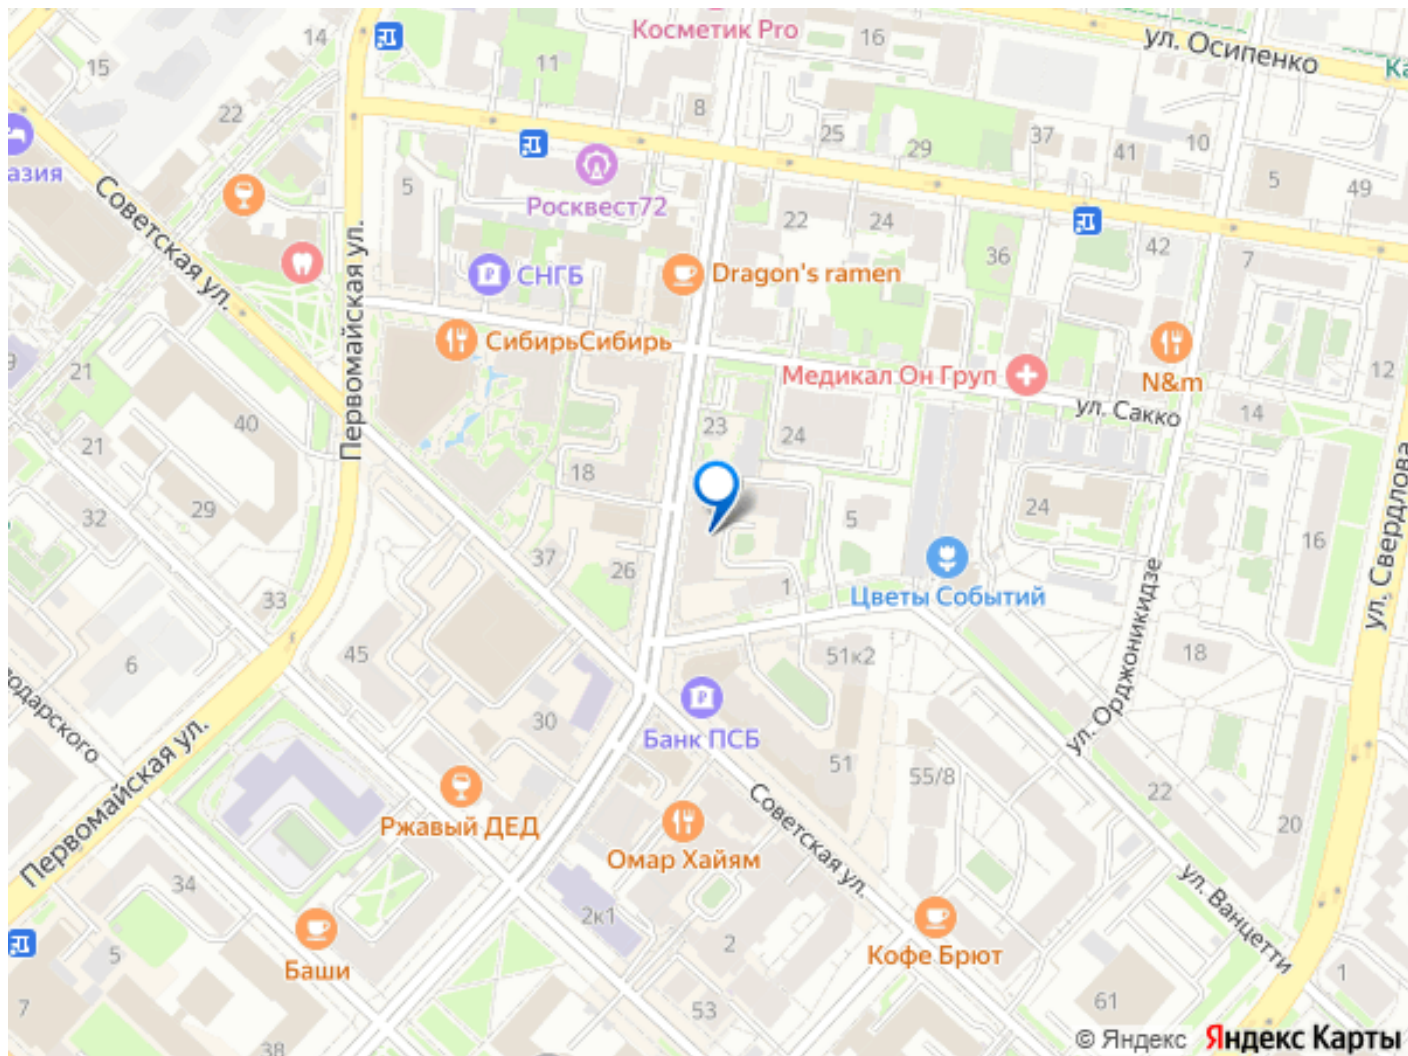 Косметик Pro
ул. Осипенко
Ка
14
15
11
16
8
22
25
29
37
41
10
5
49
азия
5
Росквест72
22
24
36
42
7
Советская ул.
Первомайская ул.
СНГБ
Dragon's ramen
СибирьСибирь
Медикал Он Груп
N&m
ул. Сакко
12
14
9
21
21
40
23
24
18
29
32
24
5
16
ул. Свердлова
37
26
1
Цветы Событий
ул. Орджоникидзе
33
6
45
51к2
18
одарского
30
Банк ПСБ
51
55/8
22
20
Первомайская ул.
Ржавый ДЕД
Омар Хайям
Советская ул.
ул. Ванцетти
34
2к1
2
Баши
Кофе Брют
5
7
53
61
1
38
© Яндекс Яндекс Карты